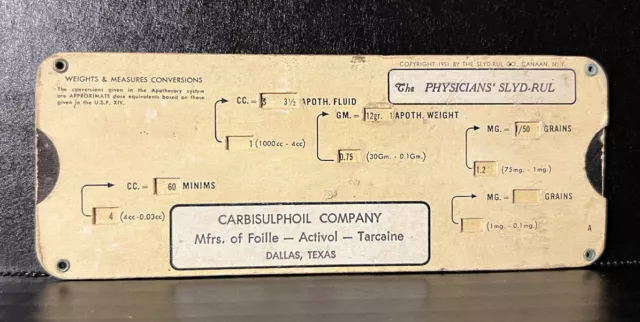 COPYRIGHT 1951 BY THE SLYD-RUL CO., CANAAN, N. Y.
WEIGHTS & MEASURES CONVERSIONS
The conversions given in the Apothecary system
are APPROXIMATE dose equivalents based on those
given in the U.S.P. XIV.
The PHYSICIANS' SLYD-RUL
CC. = 3½ APOTH. FLUID
1 (1000cc - 4cc)
GM. = 12gr. APOTH. WEIGHT
0.75 (30Gm. - 0.1Gm.)
MG. = 1/50 GRAINS
1.2 (75mg. - 1mg.)
CC. = 60 MINIMS
4 (4cc - 0.03cc)
MG. = GRAINS
(1mg. - 0.1mg.)
CARBISULPHOIL COMPANY
Mfrs. of Foille — Activol — Tarcaine
DALLAS, TEXAS
A